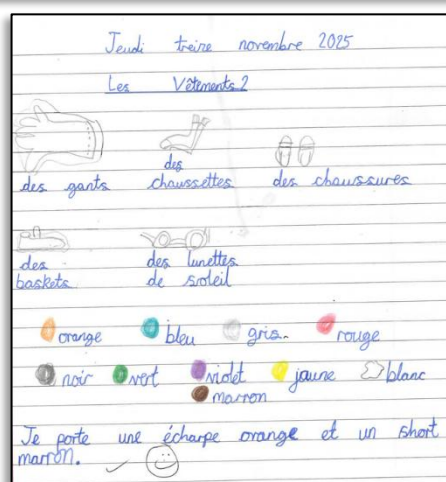 Jeudi treize novembre 2025
Les Vêtements 2
des gants
des chaussettes
des chaussures
des baskets
des lunettes de soleil
orange bleu gris. rouge
noir vert violet jaune blanc
marron
Je porte une écharpe orange et un short
marron.